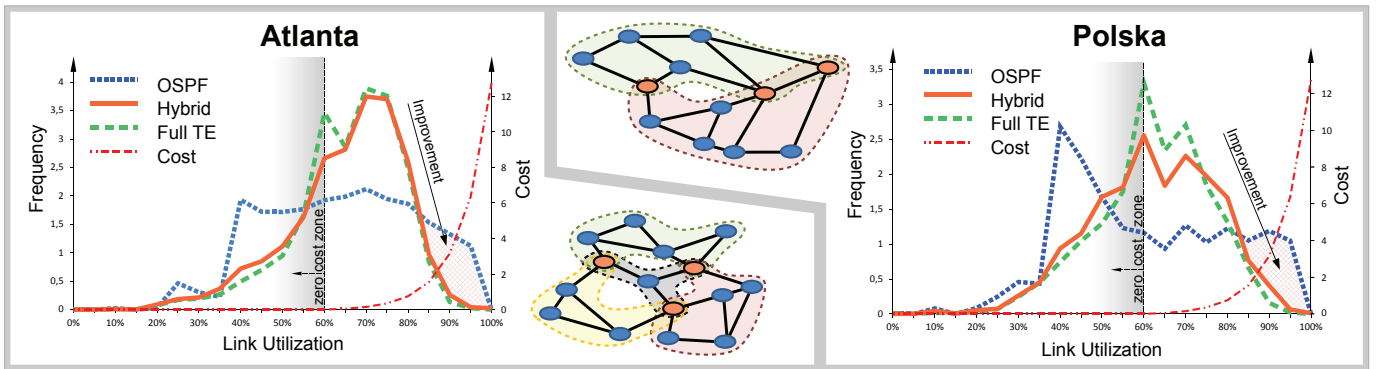 Atlanta
Frequency
4
3,5
3
2,5
2
1,5
1
0,5
0
OSPF
Hybrid
Full TE
Cost
zero cost zone
Improvement
12
10
8
6
4
2
0
Cost
0% 10% 20% 30% 40% 50% 60% 70% 80% 90% 100%
Link Utilization
Polska
Frequency
3,5
3
2,5
2
1,5
1
0,5
0
OSPF
Hybrid
Full TE
Cost
zero cost zone
Improvement
12
10
8
6
4
2
0
Cost
0% 10% 20% 30% 40% 50% 60% 70% 80% 90% 100%
Link Utilization